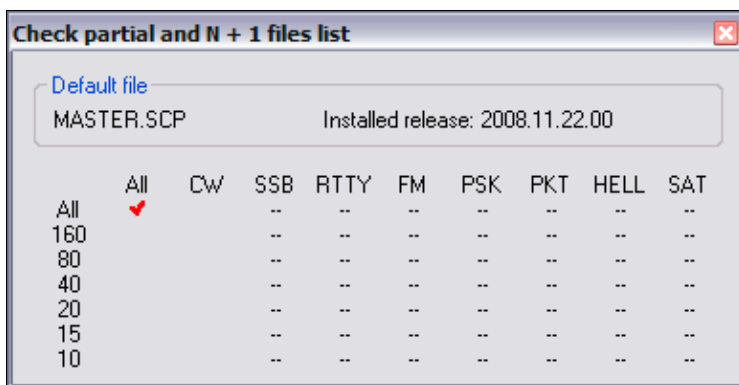 Check partial and N + 1 files list
Default file
MASTER.SCP Installed release: 2008.11.22.00
All CW SSB RTTY FM PSK PKT HELL SAT
All -- -- -- -- -- -- --
160 -- -- -- -- -- -- --
80 -- -- -- -- -- -- --
40 -- -- -- -- -- -- --
20 -- -- -- -- -- -- --
15 -- -- -- -- -- -- --
10 -- -- -- -- -- -- --